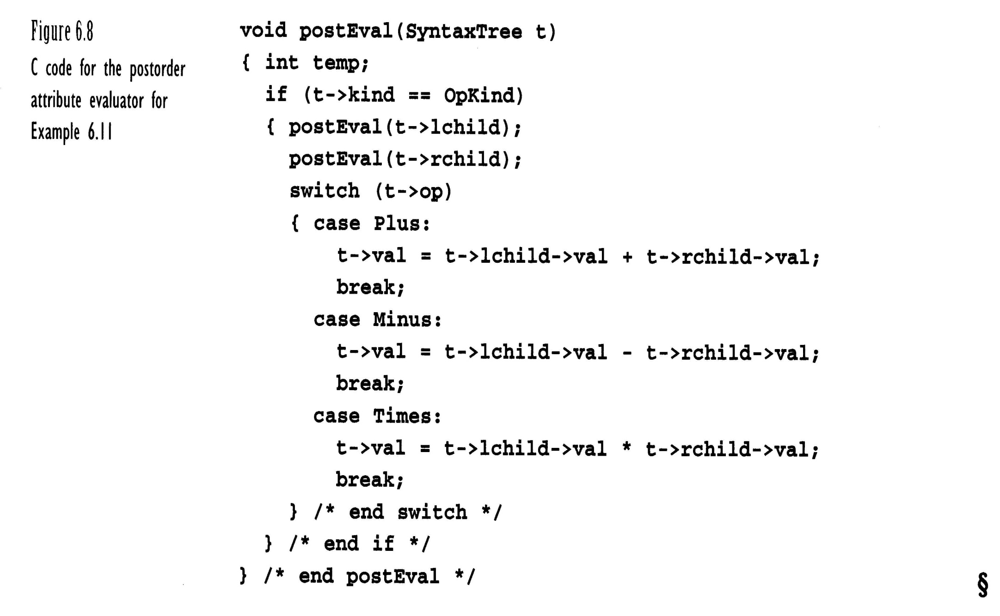 Figure 6.8
C code for the postorder
attribute evaluator for
Example 6.11
void postEval(SyntaxTree t)
{ int temp;
  if (t->kind == OpKind)
  { postEval(t->lchild);
    postEval(t->rchild);
    switch (t->op)
    { case Plus:
        t->val = t->lchild->val + t->rchild->val;
        break;
      case Minus:
        t->val = t->lchild->val - t->rchild->val;
        break;
      case Times:
        t->val = t->lchild->val * t->rchild->val;
        break;
    } /* end switch */
  } /* end if */
} /* end postEval */
§